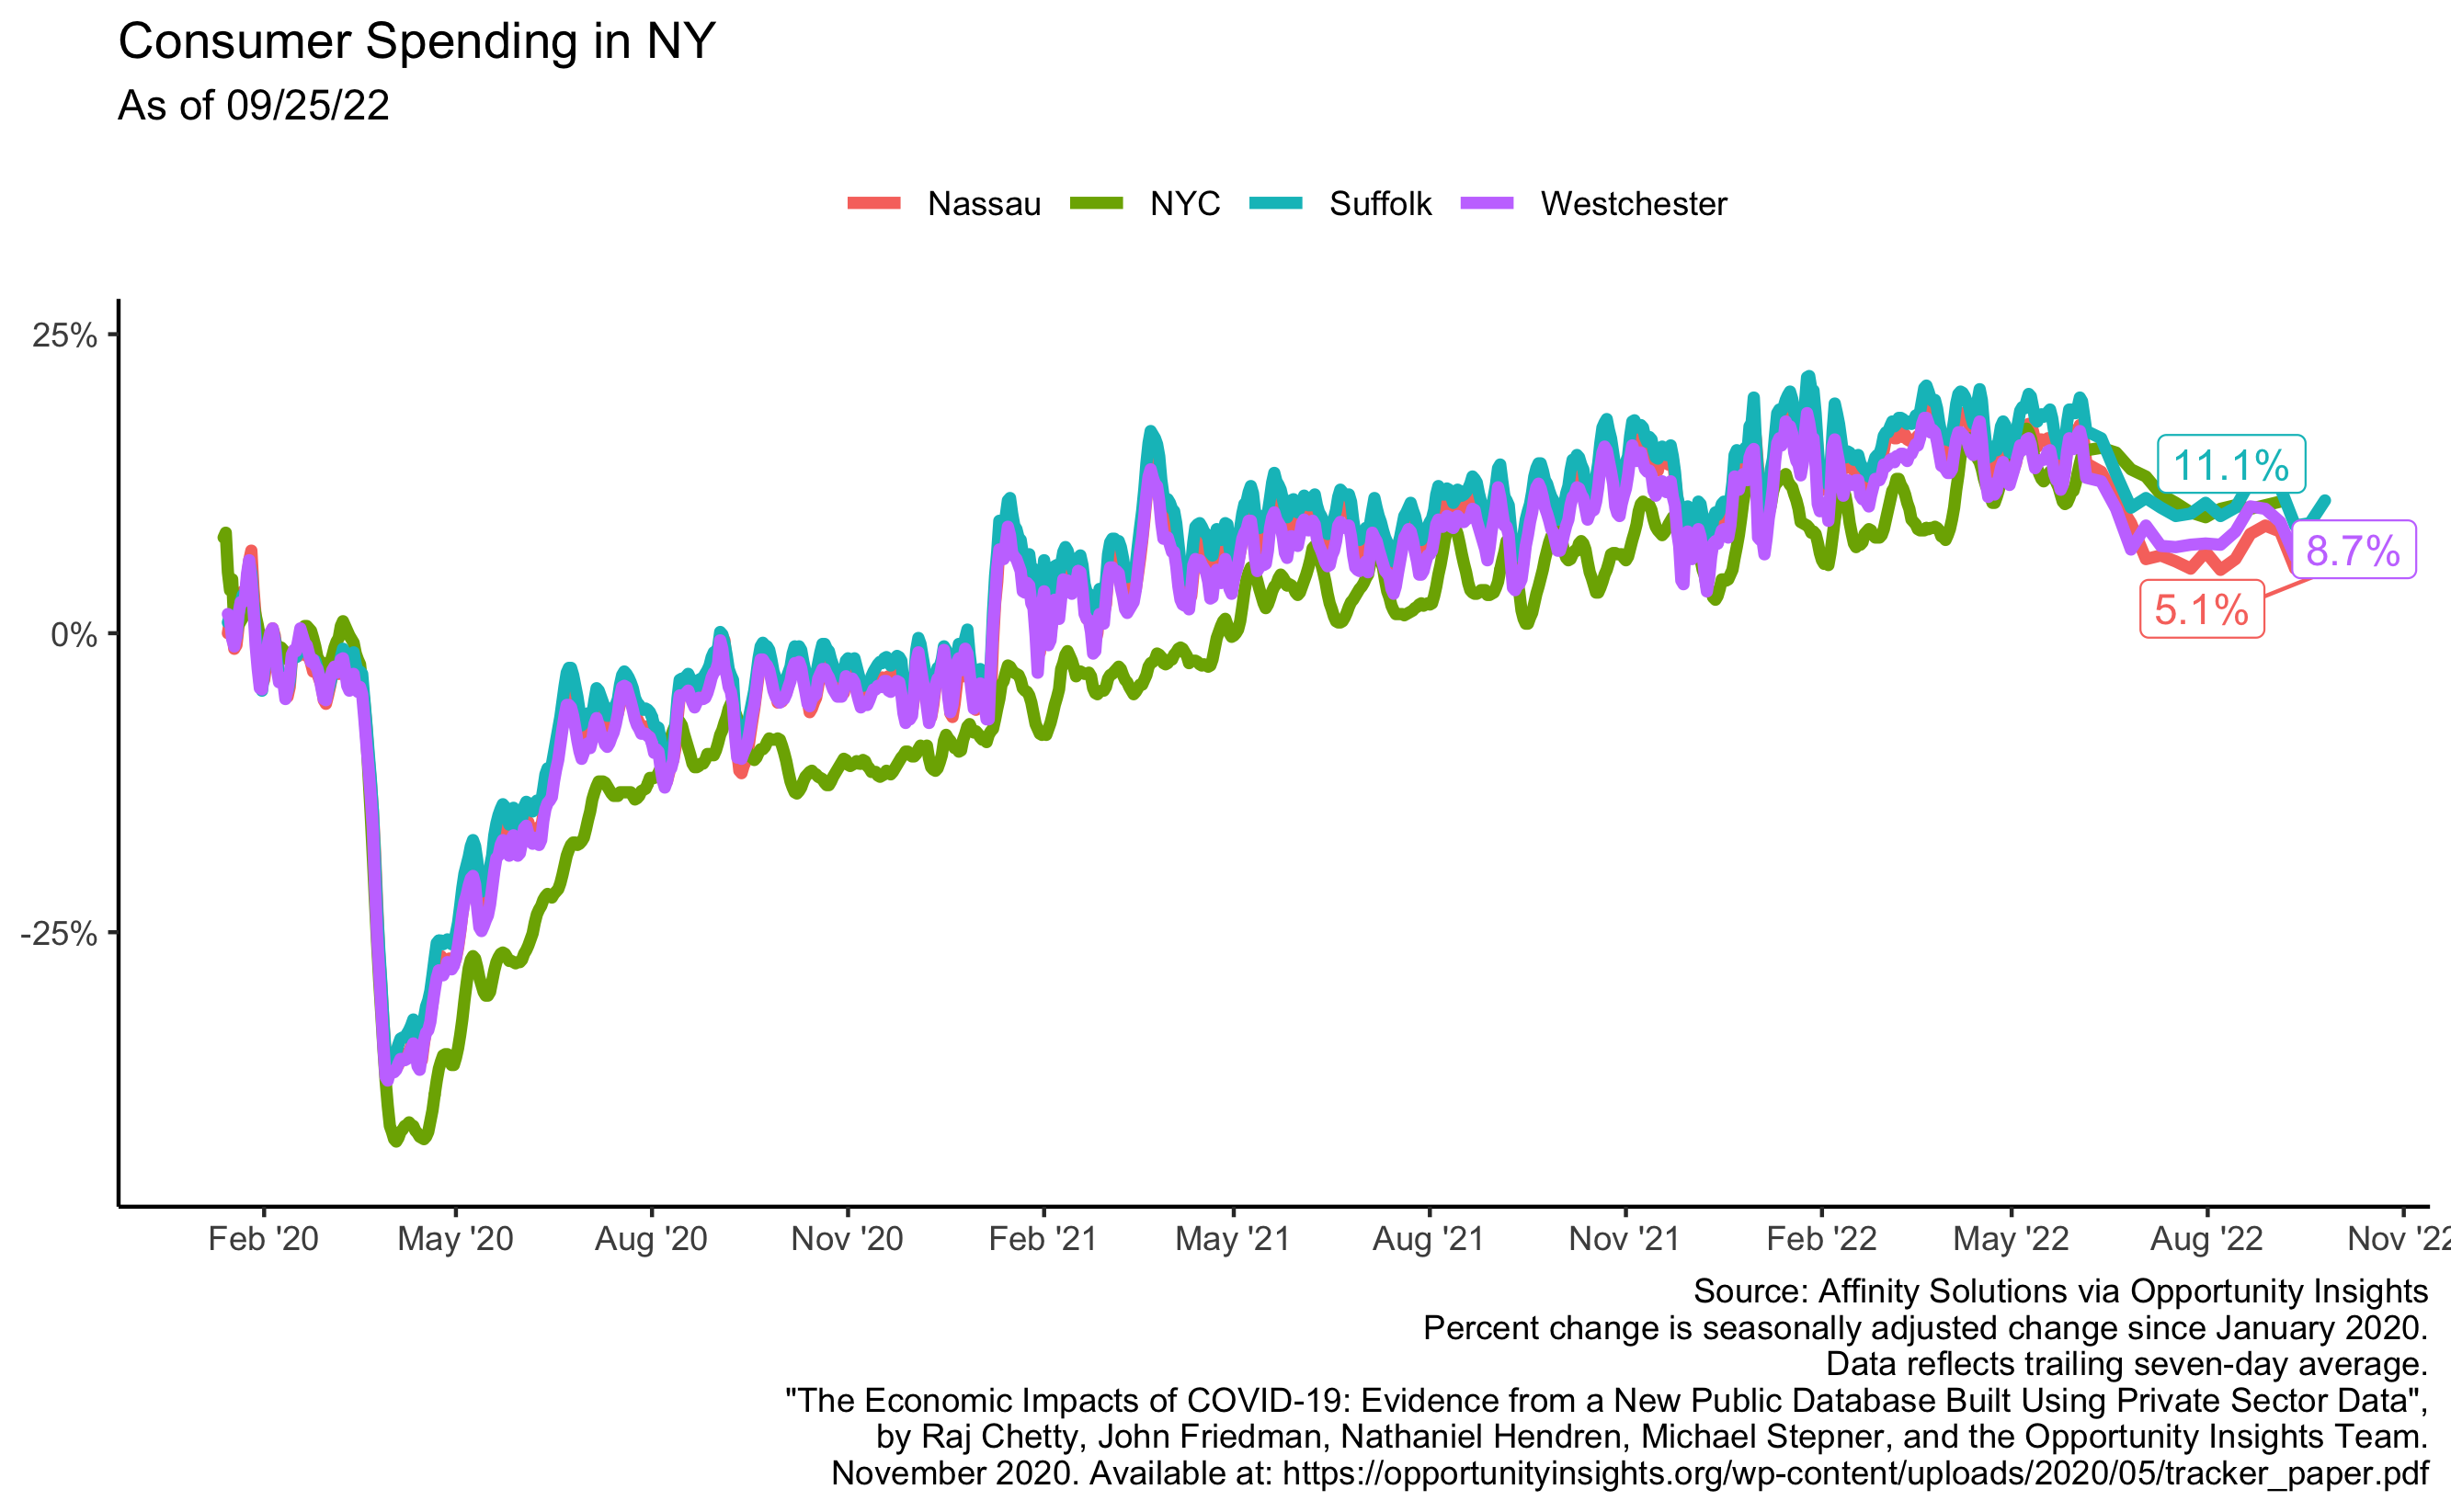 Consumer Spending in NY
As of 09/25/22
Nassau NYC Suffolk Westchester
25%
0%
-25%
11.1%
8.7%
5.1%
Feb '20 May '20 Aug '20 Nov '20 Feb '21 May '21 Aug '21 Nov '21 Feb '22 May '22 Aug '22 Nov '22
Source: Affinity Solutions via Opportunity Insights
Percent change is seasonally adjusted change since January 2020.
Data reflects trailing seven-day average.
"The Economic Impacts of COVID-19: Evidence from a New Public Database Built Using Private Sector Data",
by Raj Chetty, John Friedman, Nathaniel Hendren, Michael Stepner, and the Opportunity Insights Team.
November 2020. Available at: https://opportunityinsights.org/wp-content/uploads/2020/05/tracker_paper.pdf